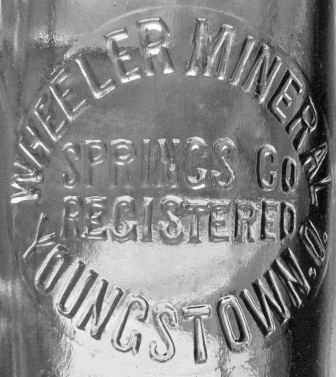 WHEELER MINERAL
SPRINGS CO
REGISTERED
YOUNGSTOWN, O.